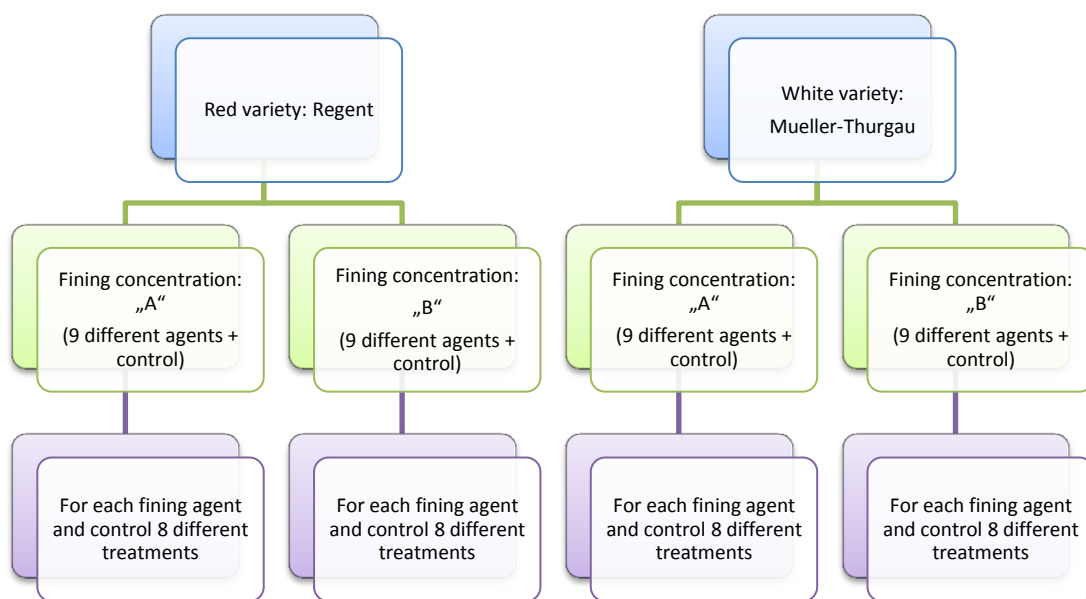 Red variety: Regent
White variety:
Mueller-Thurgau
Fining concentration:
„A“
(9 different agents +
control)
Fining concentration:
„B“
(9 different agents +
control)
Fining concentration:
„A“
(9 different agents +
control)
Fining concentration:
„B“
(9 different agents +
control)
For each fining agent
and control 8 different
treatments
For each fining agent
and control 8 different
treatments
For each fining agent
and control 8 different
treatments
For each fining agent
and control 8 different
treatments